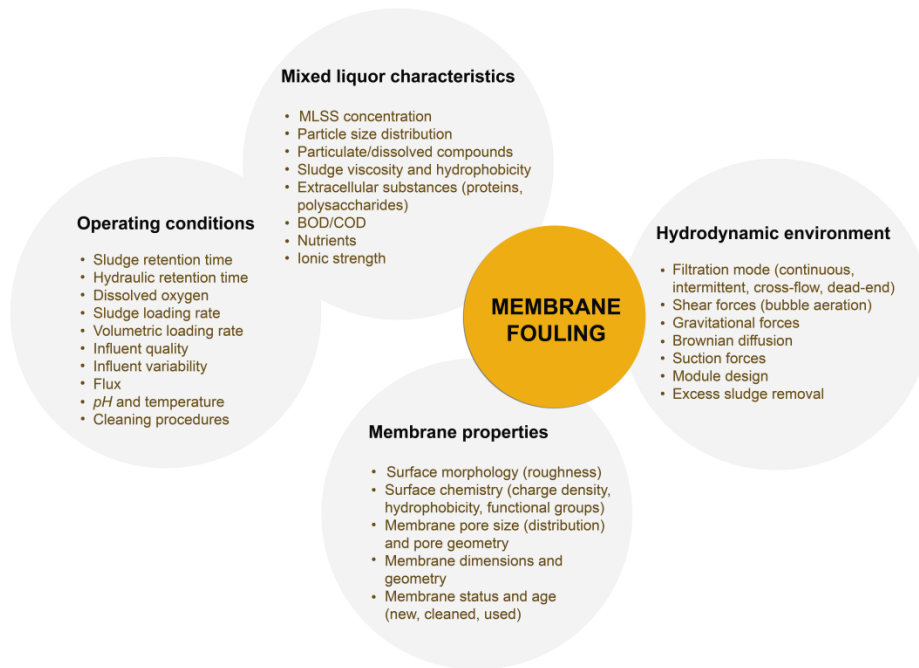 Mixed liquor characteristics
• MLSS concentration
• Particle size distribution
• Particulate/dissolved compounds
• Sludge viscosity and hydrophobicity
• Extracellular substances (proteins,
polysaccharides)
• BOD/COD
• Nutrients
• Ionic strength
Operating conditions
• Sludge retention time
• Hydraulic retention time
• Dissolved oxygen
• Sludge loading rate
• Volumetric loading rate
• Influent quality
• Influent variability
• Flux
• pH and temperature
• Cleaning procedures
MEMBRANE
FOULING
Hydrodynamic environment
• Filtration mode (continuous,
intermittent, cross-flow, dead-end)
• Shear forces (bubble aeration)
• Gravitational forces
• Brownian diffusion
• Suction forces
• Module design
• Excess sludge removal
Membrane properties
• Surface morphology (roughness)
• Surface chemistry (charge density,
hydrophobicity, functional groups)
• Membrane pore size (distribution)
and pore geometry
• Membrane dimensions and
geometry
• Membrane status and age
(new, cleaned, used)